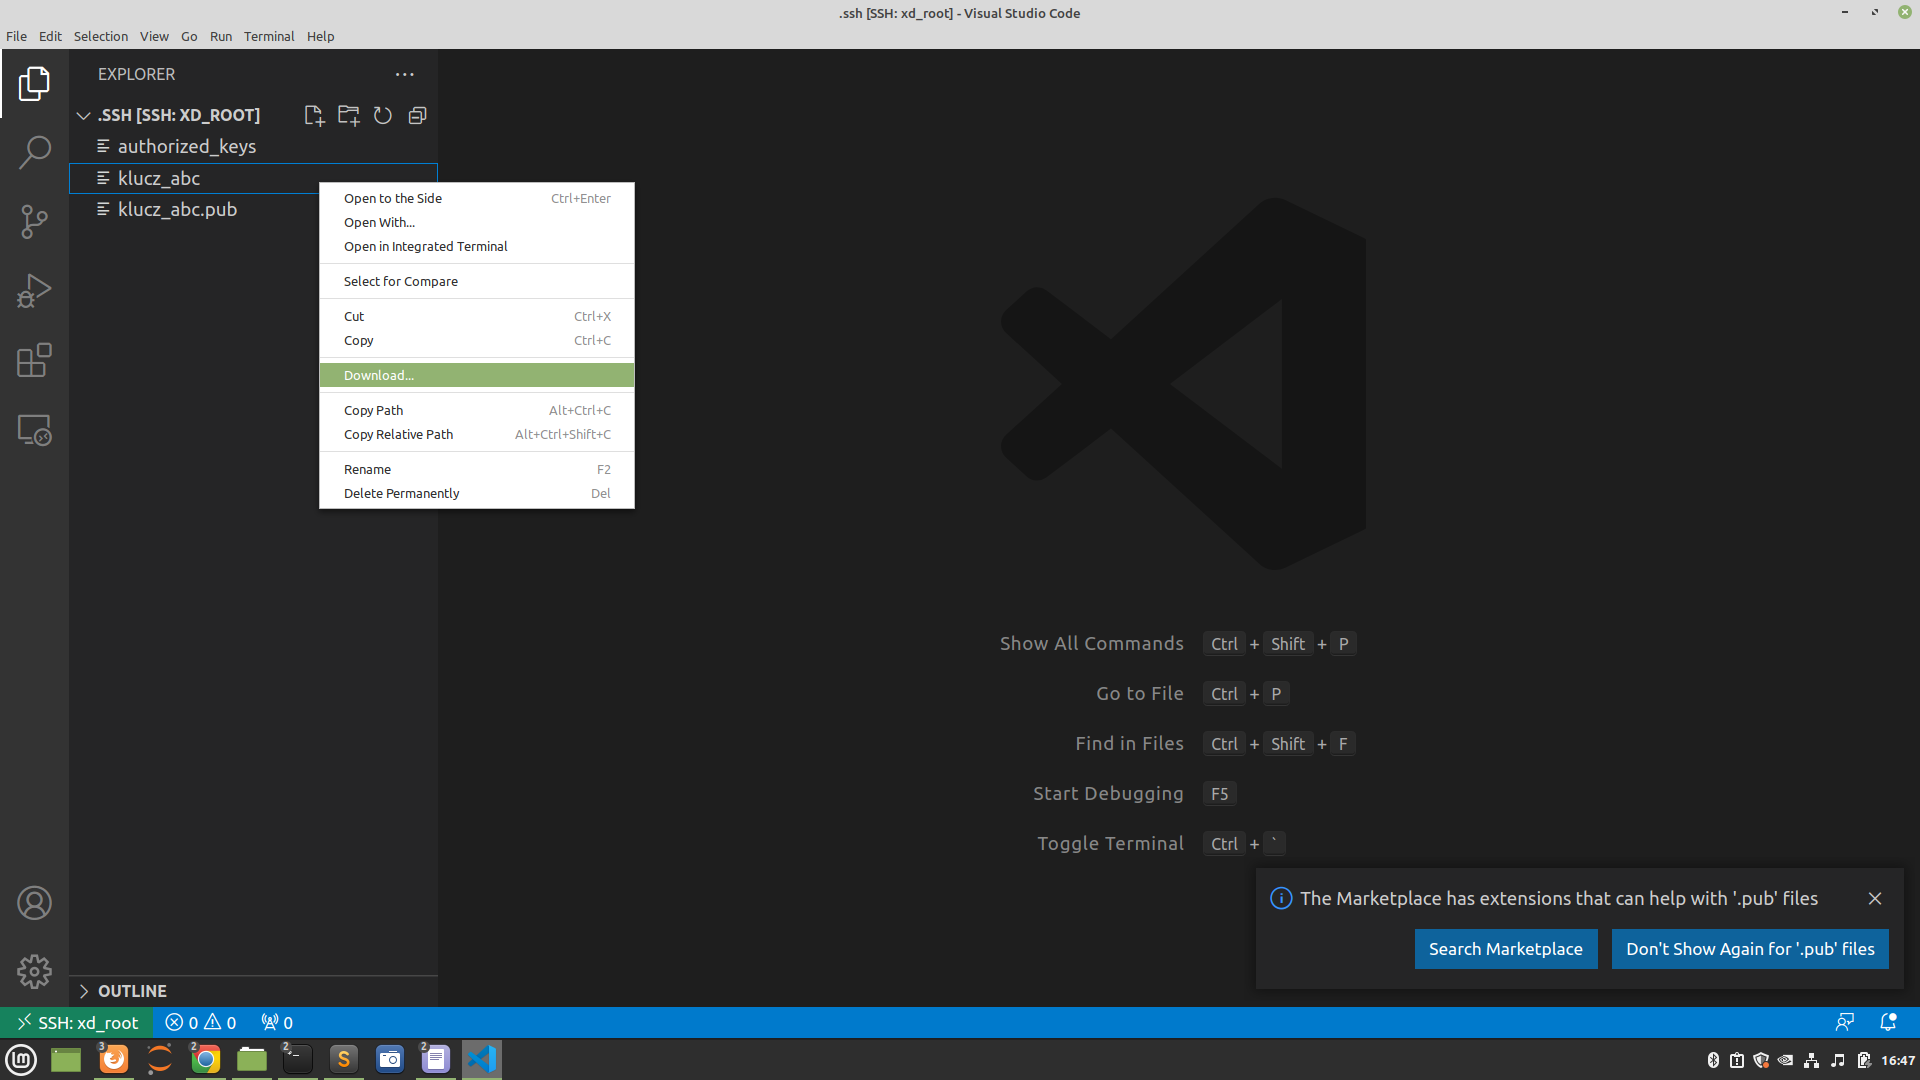 .ssh [SSH: xd_root] - Visual Studio Code
File Edit Selection View Go Run Terminal Help
EXPLORER
.SSH [SSH: XD_ROOT]
authorized_keys
klucz_abc
klucz_abc.pub
Open to the Side Ctrl+Enter
Open With...
Open in Integrated Terminal
Select for Compare
Cut Ctrl+X
Copy Ctrl+C
Download...
Copy Path Alt+Ctrl+C
Copy Relative Path Alt+Ctrl+Shift+C
Rename F2
Delete Permanently Del
Show All Commands Ctrl + Shift + P
Go to File Ctrl + P
Find in Files Ctrl + Shift + F
Start Debugging F5
Toggle Terminal Ctrl + `
The Marketplace has extensions that can help with '.pub' files
Search Marketplace Don't Show Again for '.pub' files
OUTLINE
SSH: xd_root 0 0 0
3 2 2 S 2
16:47